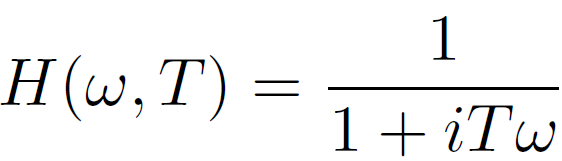 H(ω, T) = 1 / (1 + iTω)